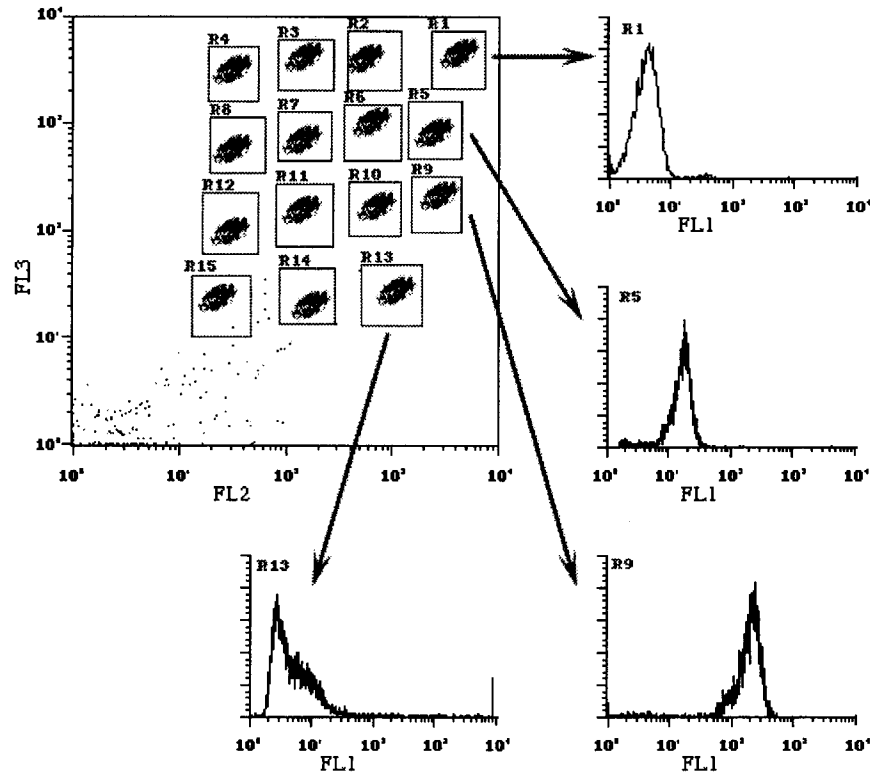 10⁴
R4 R3 R2 R1
10³
R8 R7 R6 R5
R12 R11 R10 R9
10²
R15 R14 R13
10¹
10⁰
FL3
10⁰ 10¹ 10² 10³ 10⁴
FL2
R1
10⁰ 10¹ 10² 10³ 10⁴
FL1
R5
10⁰ 10¹ 10² 10³ 10⁴
FL1
R13
10⁰ 10¹ 10² 10³ 10⁴
FL1
R9
10⁰ 10¹ 10² 10³ 10⁴
FL1